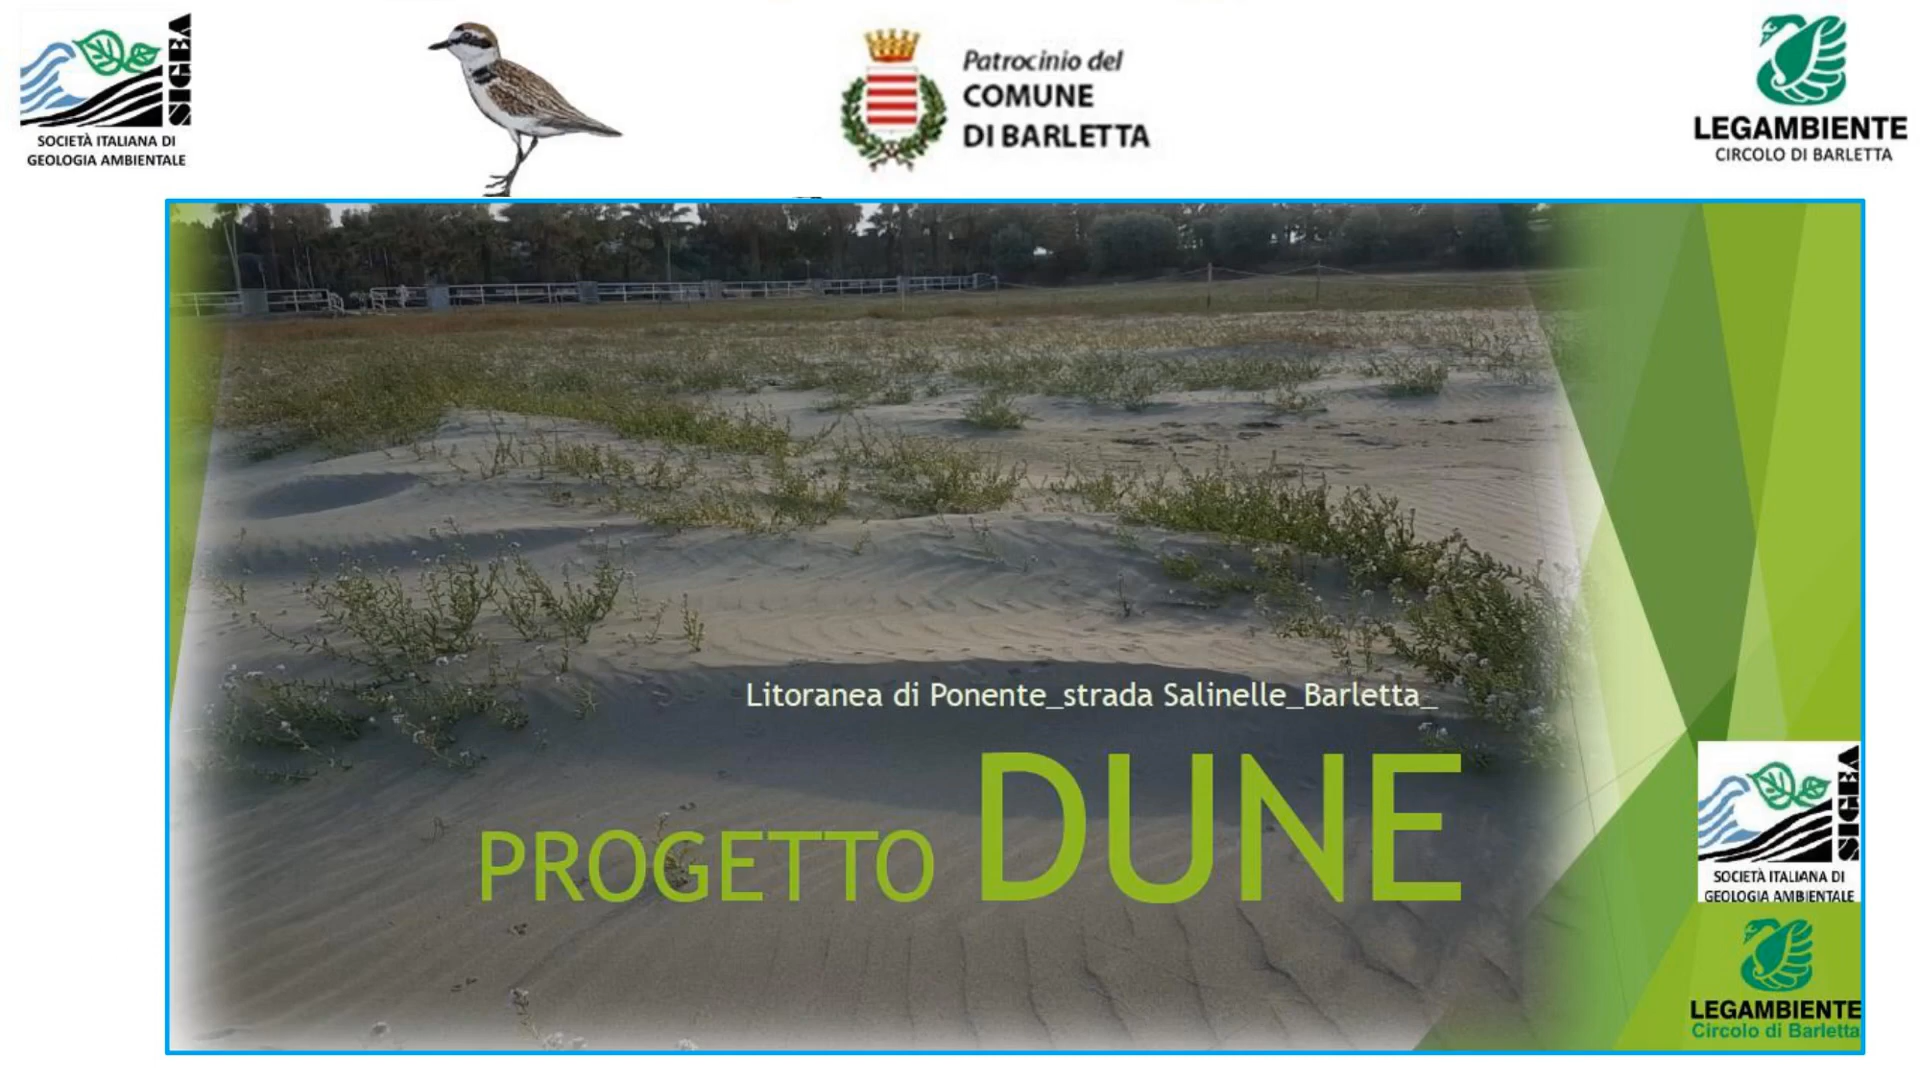 SIGEA
SOCIETÀ ITALIANA DI
GEOLOGIA AMBIENTALE
Patrocinio del
COMUNE
DI BARLETTA
LEGAMBIENTE
CIRCOLO DI BARLETTA
Litoranea di Ponente_strada Salinelle_Barletta_
PROGETTO DUNE
SIGEA
SOCIETÀ ITALIANA DI
GEOLOGIA AMBIENTALE
LEGAMBIENTE
Circolo di Barletta